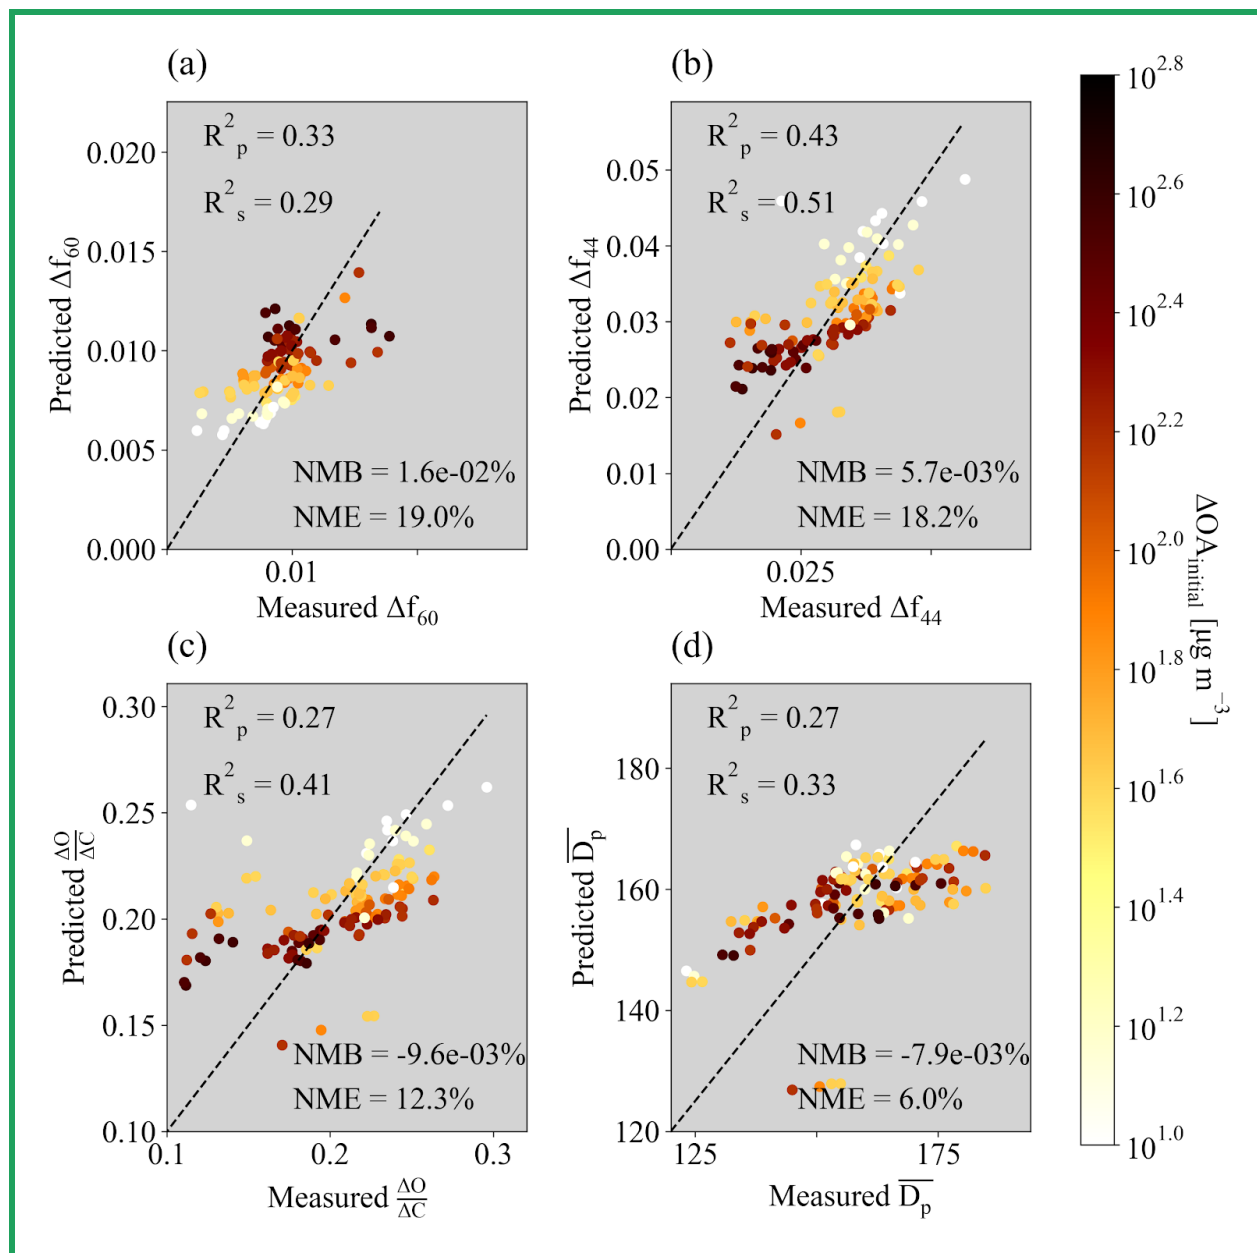 (a)
R²ₚ = 0.33
R²ₛ = 0.29
NMB = 1.6e-02%
NME = 19.0%
0.020
0.015
0.010
0.005
0.000
0.01
Predicted Δf₆₀
Measured Δf₆₀
(b)
R²ₚ = 0.43
R²ₛ = 0.51
NMB = 5.7e-03%
NME = 18.2%
0.05
0.04
0.03
0.02
0.01
0.00
0.025
Predicted Δf₄₄
Measured Δf₄₄
(c)
R²ₚ = 0.27
R²ₛ = 0.41
NMB = -9.6e-03%
NME = 12.3%
0.30
0.25
0.20
0.15
0.10
0.1 0.2 0.3
Predicted ΔO/ΔC
Measured ΔO/ΔC
(d)
R²ₚ = 0.27
R²ₛ = 0.33
NMB = -7.9e-03%
NME = 6.0%
180
160
140
120
125 175
Predicted D̅ₚ
Measured D̅ₚ
10^2.8
10^2.6
10^2.4
10^2.2
10^2.0
10^1.8
10^1.6
10^1.4
10^1.2
10^1.0
ΔOA_initial [µg m⁻³]